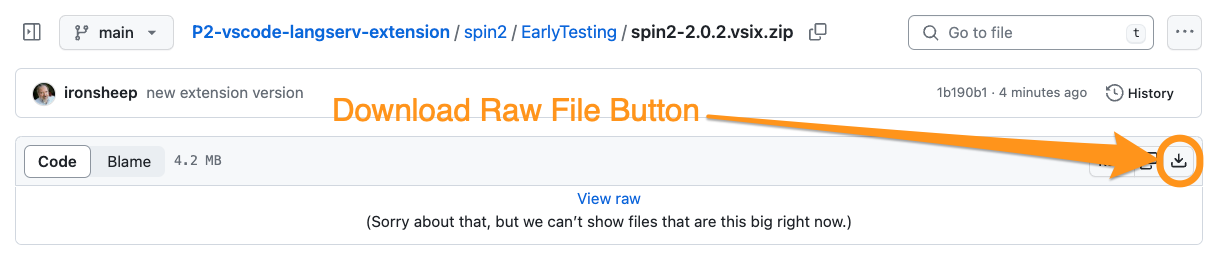 main P2-vscode-langserv-extension / spin2 / EarlyTesting / spin2-2.0.2.vsix.zip Go to file t
ironsheep new extension version 1b190b1 · 4 minutes ago History
Download Raw File Button
Code Blame 4.2 MB
View raw
(Sorry about that, but we can’t show files that are this big right now.)